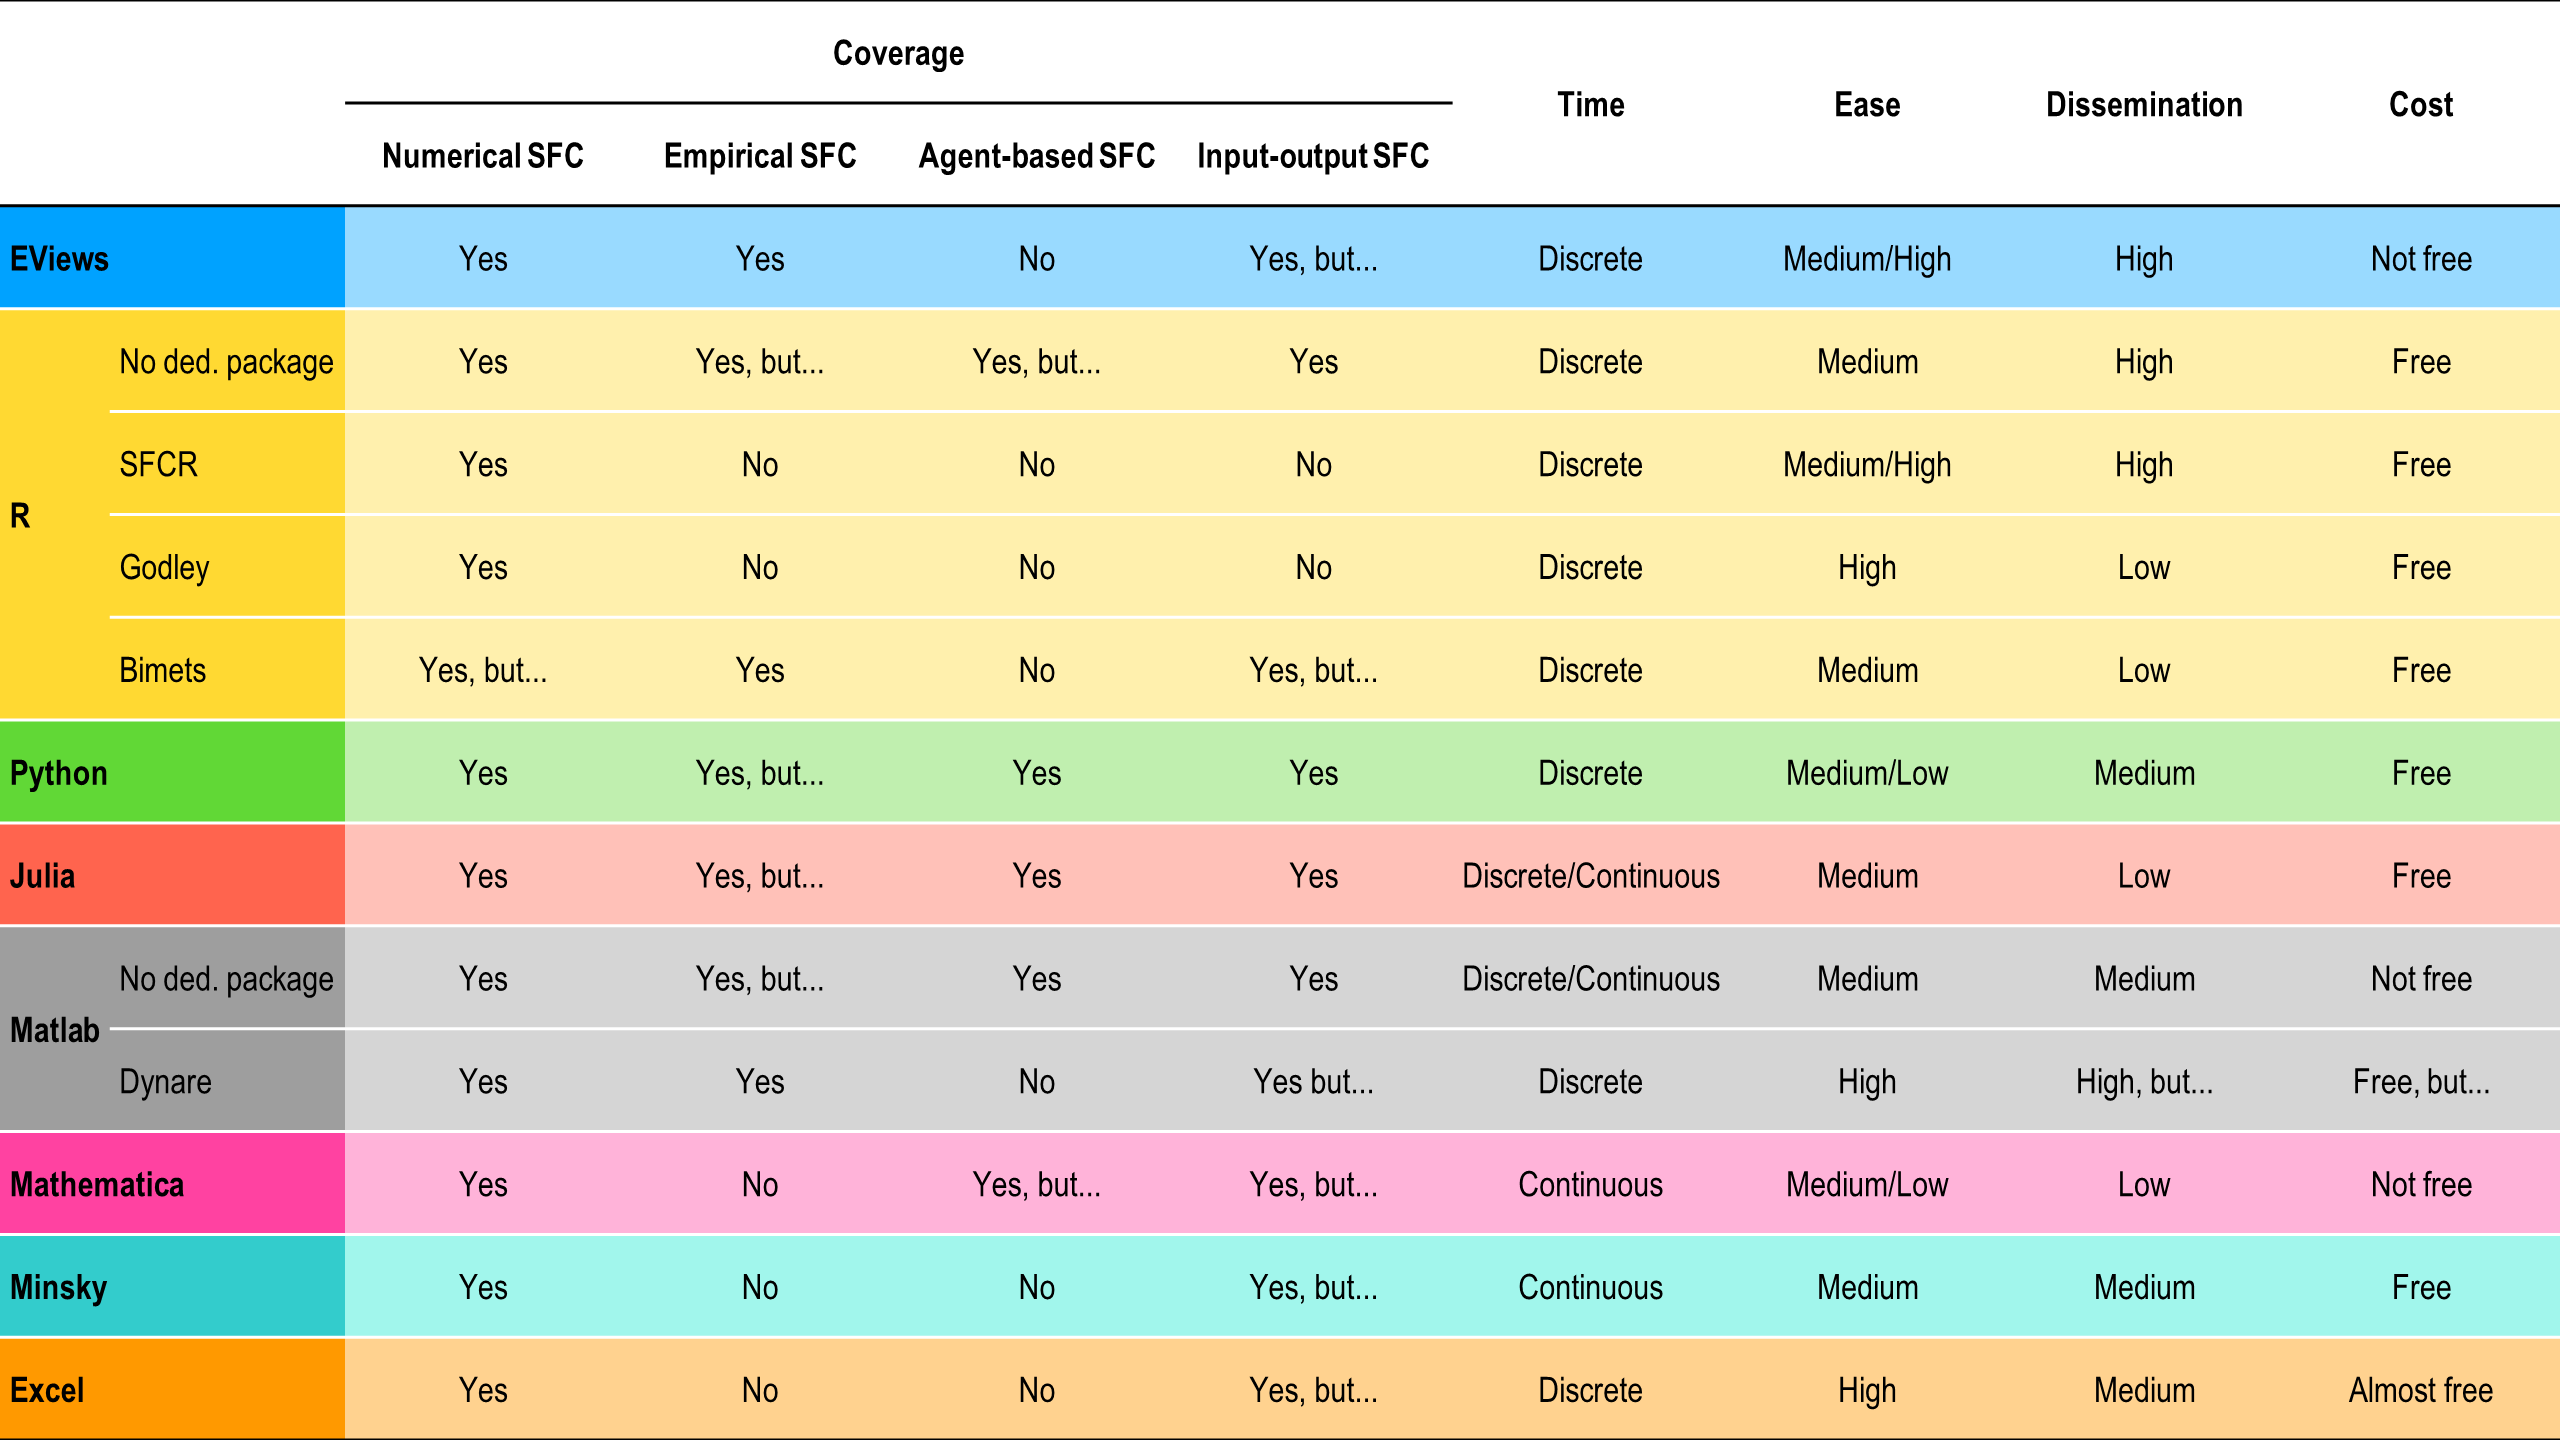 Coverage
Time Ease Dissemination Cost
Numerical SFC Empirical SFC Agent-based SFC Input-output SFC
EViews Yes Yes No Yes, but... Discrete Medium/High High Not free
No ded. package Yes Yes, but... Yes, but... Yes Discrete Medium High Free
SFCR Yes No No No Discrete Medium/High High Free
R
Godley Yes No No No Discrete High Low Free
Bimets Yes, but... Yes No Yes, but... Discrete Medium Low Free
Python Yes Yes, but... Yes Yes Discrete Medium/Low Medium Free
Julia Yes Yes, but... Yes Yes Discrete/Continuous Medium Low Free
No ded. package Yes Yes, but... Yes Yes Discrete/Continuous Medium Medium Not free
Matlab
Dynare Yes Yes No Yes but... Discrete High High, but... Free, but...
Mathematica Yes No Yes, but... Yes, but... Continuous Medium/Low Low Not free
Minsky Yes No No Yes, but... Continuous Medium Medium Free
Excel Yes No No Yes, but... Discrete High Medium Almost free